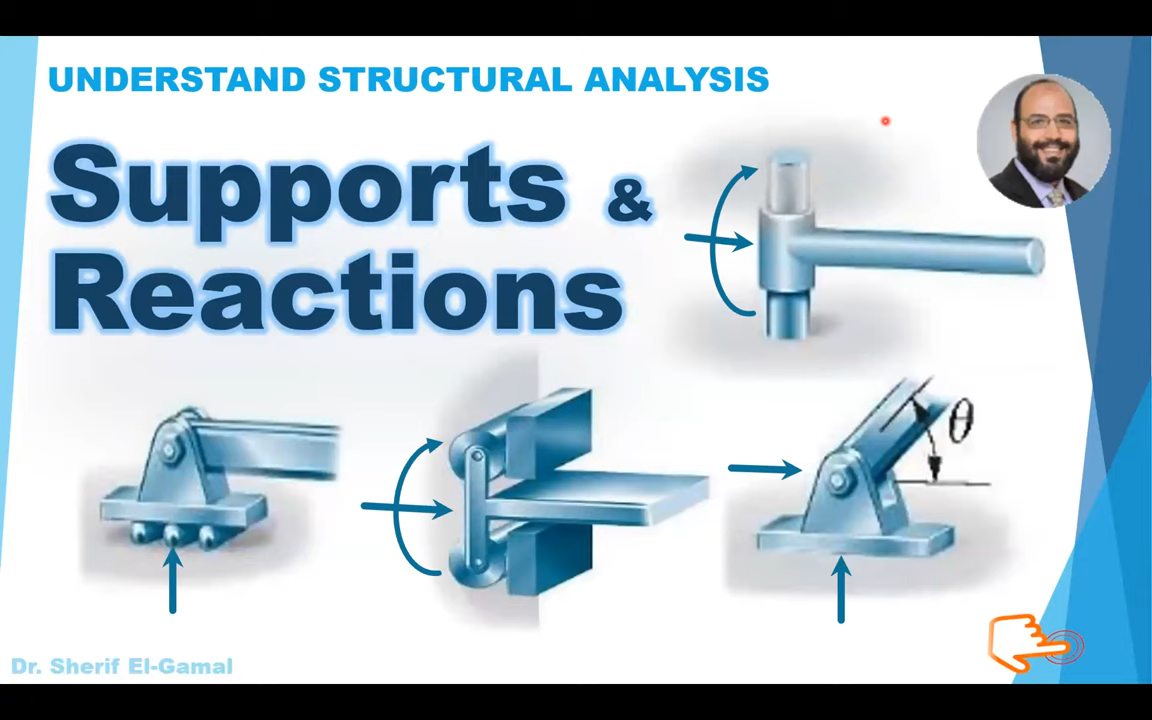 UNDERSTAND STRUCTURAL ANALYSIS
Supports &
Reactions
θ
Dr. Sherif El-Gamal